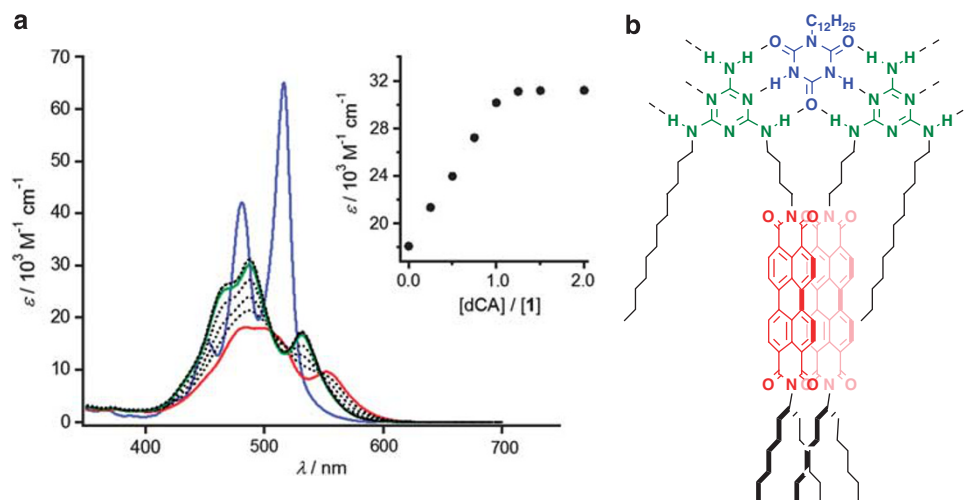 a
70
60
50
40
30
20
10
0
ε / 10³ M⁻¹ cm⁻¹
400 500 600 700
λ / nm
32
28
24
20
ε / 10³ M⁻¹ cm⁻¹
0.0 0.5 1.0 1.5 2.0
[dCA] / [1]
b
C₁₂H₂₅
H H O N O H H
N N
N N H N N H N N
O
H N N N H H N N N H
N N
O N O O N O
O N O O N O